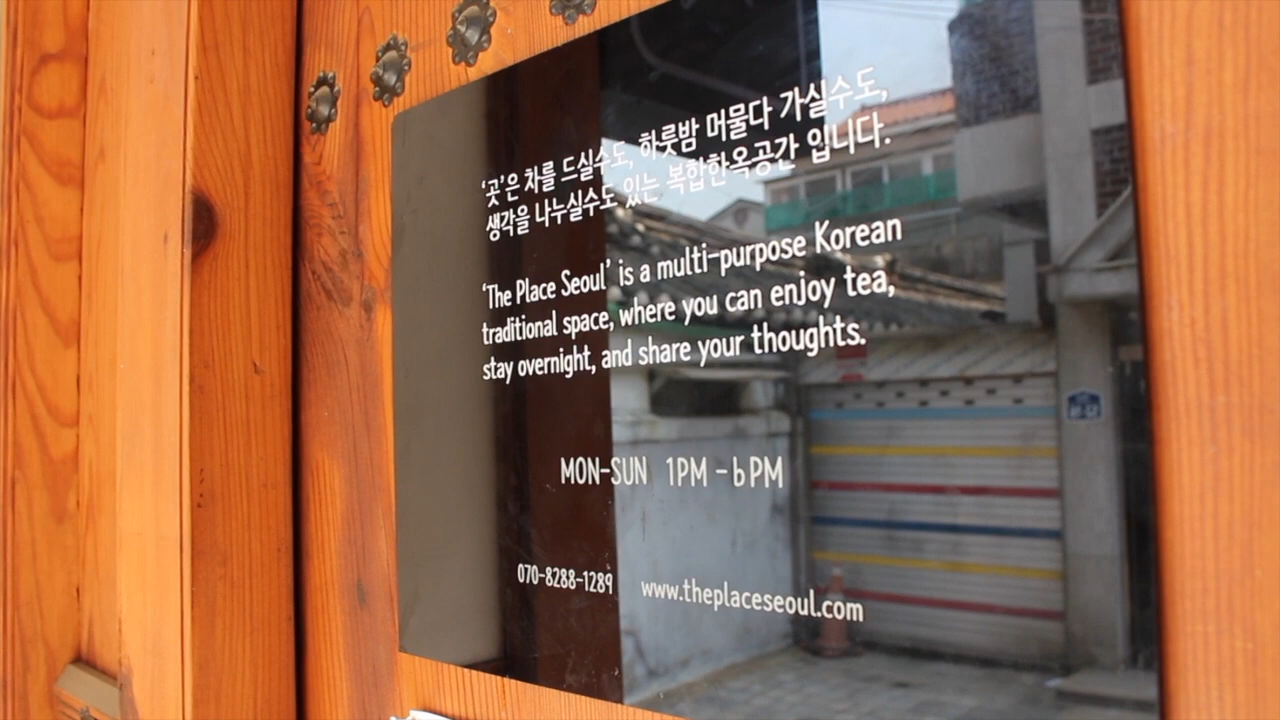 ‘곳’은 차를 드실수도, 하룻밤 머물다 가실수도,
생각을 나누실수도 있는 복합한옥공간 입니다.
‘The Place Seoul’ is a multi-purpose Korean
traditional space, where you can enjoy tea,
stay overnight, and share your thoughts.
MON-SUN 1PM - 6PM
070-8288-1289 www.theplaceseoul.com